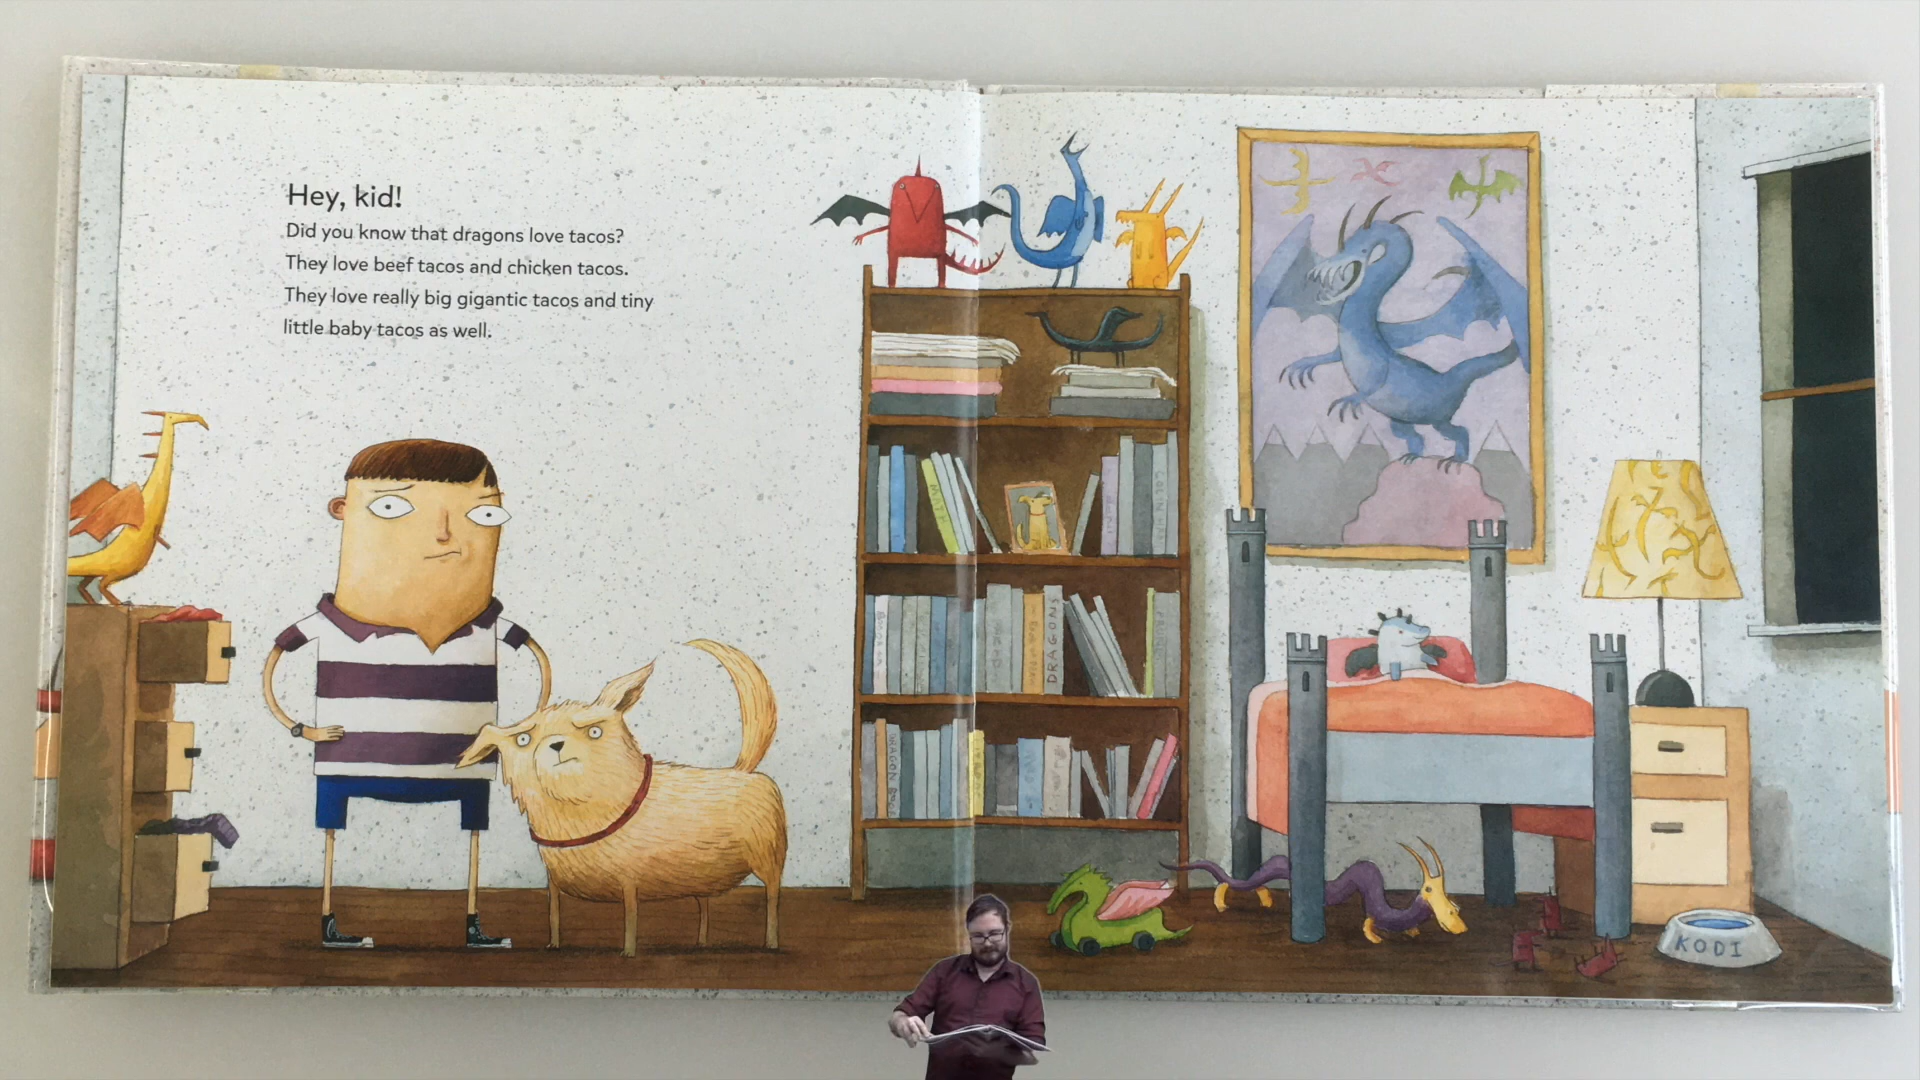 Hey, kid!
Did you know that dragons love tacos?
They love beef tacos and chicken tacos.
They love really big gigantic tacos and tiny
little baby tacos as well.
MATH
DRAGONS
KODI